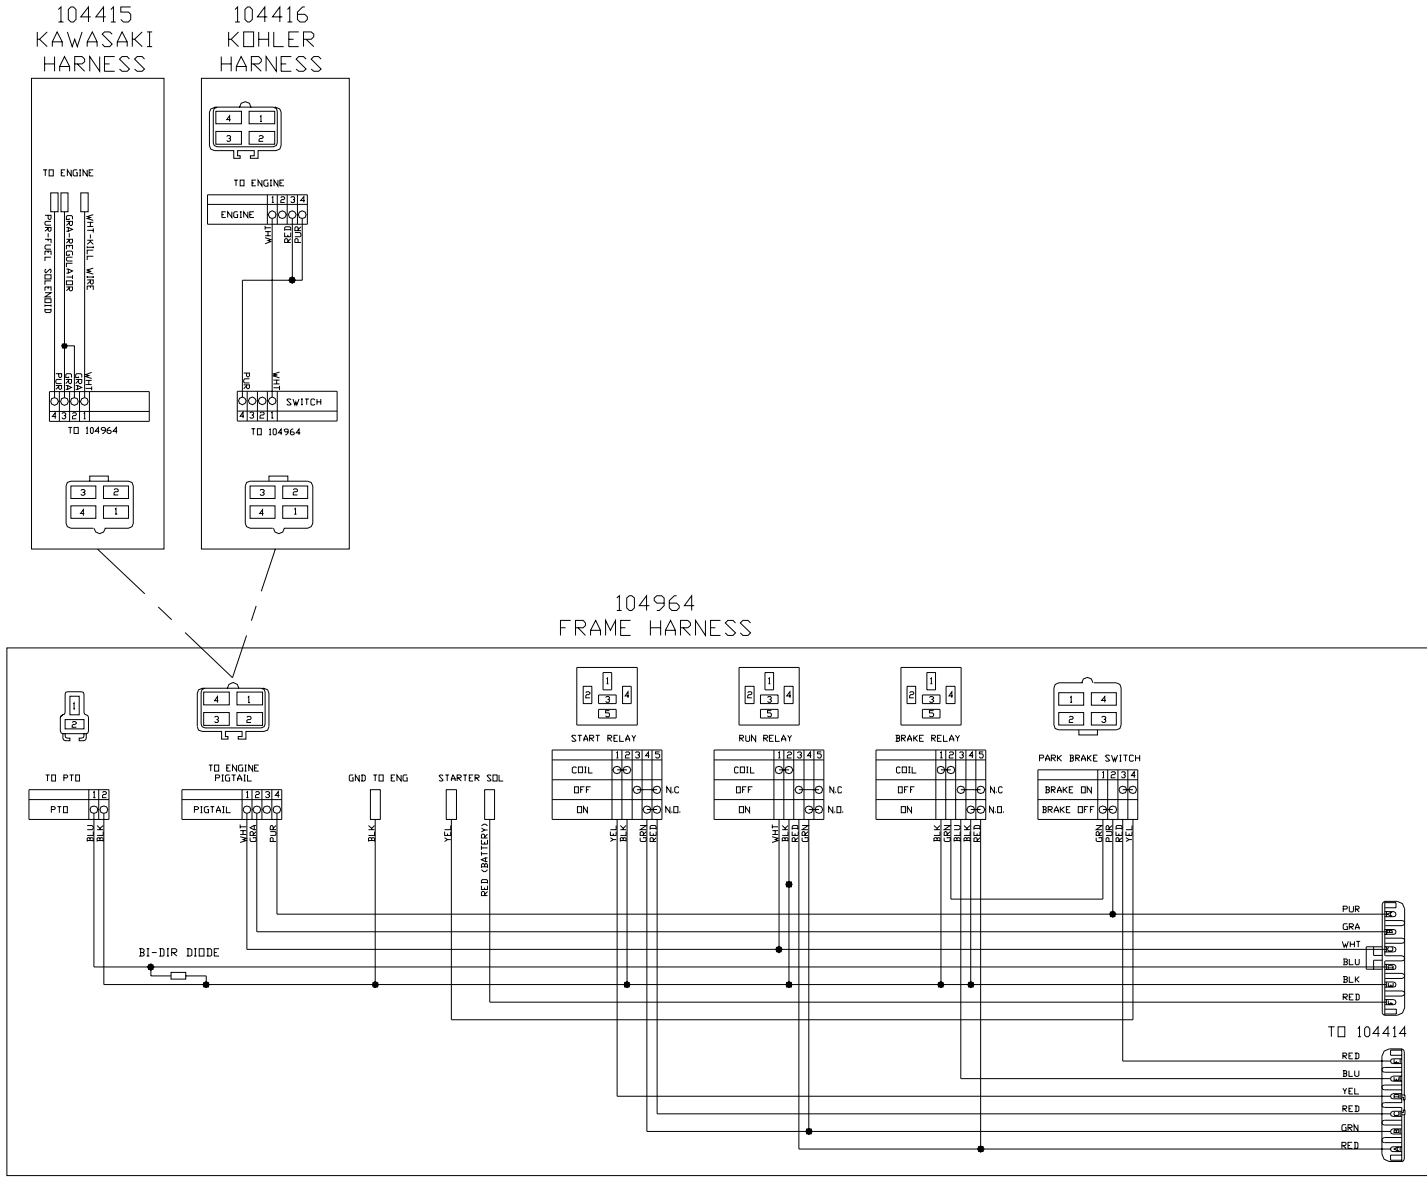 104415
KAWASAKI
HARNESS
104416
KOHLER
HARNESS
4 1
3 2
TO ENGINE
PUR-FUEL SOLENOID
GRA-REGULATOR
WHT-KILL WIRE
PUR
GRA
GRA
WHT
4 3 2 1
TO 104964
3 2
4 1
TO ENGINE
1 2 3 4
ENGINE
WHT
RED
PUR
PUR
WHT
SWITCH
4 3 2 1
TO 104964
3 2
4 1
104964
FRAME HARNESS
1
2
4 1
3 2
1
2 3 4
5
1
2 3 4
5
1
2 3 4
5
1 4
2 3
TO PTO
1 2
PTO
BLU
BLK
TO ENGINE
PIGTAIL
1 2 3 4
PIGTAIL
WHT
GRA
PUR
GND TO ENG
BLK
STARTER SOL
YEL
RED (BATTERY)
START RELAY
1 2 3 4 5
COIL
OFF N.C
ON N.O.
YEL
BLK
GRN
RED
RUN RELAY
1 2 3 4 5
COIL
OFF N.C
ON N.O.
WHT
BLK
RED
GRN
BRAKE RELAY
1 2 3 4 5
COIL
OFF N.C
ON N.O.
BLK
GRN
BLU
BLK
RED
PARK BRAKE SWITCH
1 2 3 4
BRAKE ON
BRAKE OFF
GRN
PUR
RED
YEL
BI-DIR DIODE
PUR
GRA
WHT
BLU
BLK
RED
TO 104414
RED
BLU
YEL
RED
GRN
RED